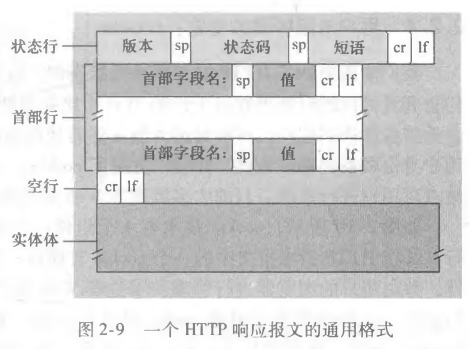 状态行 版本 sp 状态码 sp 短语 cr lf
首部行 首部字段名: sp 值 cr lf
首部字段名: sp 值 cr lf
空行 cr lf
实体体
图 2-9 一个 HTTP 响应报文的通用格式